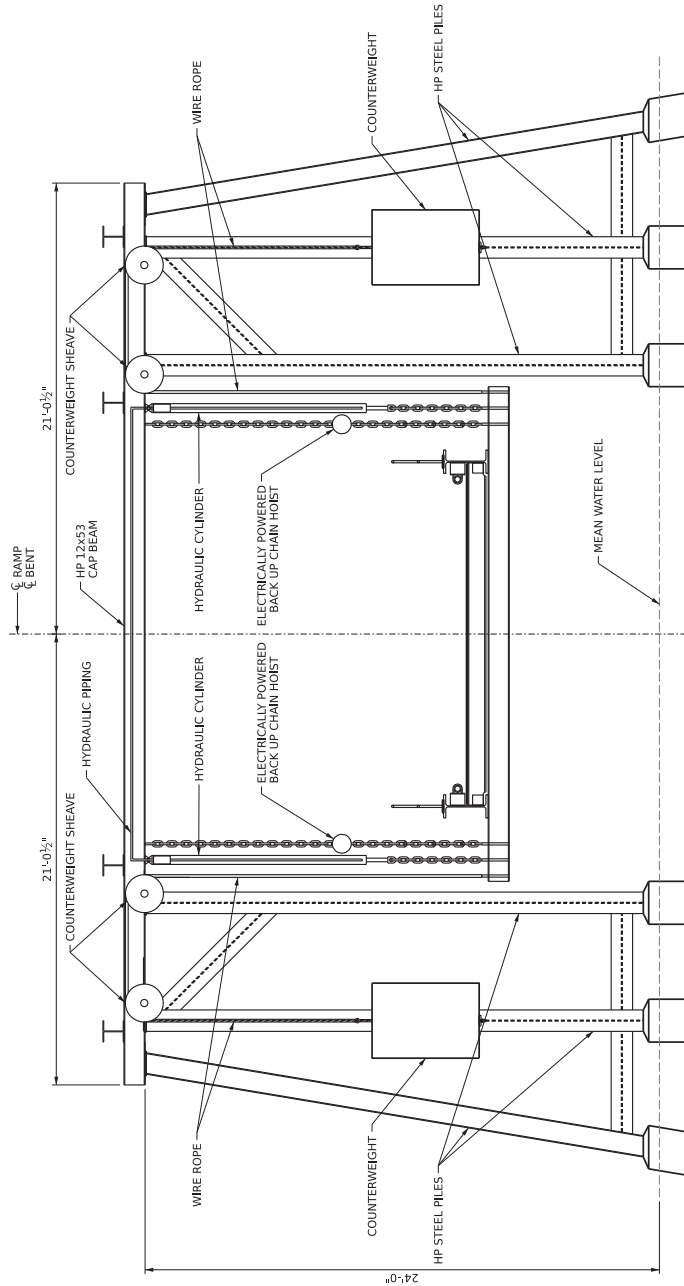 ℄ RAMP
℄ BENT
21'-0½"
21'-0½"
COUNTERWEIGHT SHEAVE
HYDRAULIC PIPING
HP 12x53
CAP BEAM
COUNTERWEIGHT SHEAVE
WIRE ROPE
HYDRAULIC CYLINDER
HYDRAULIC CYLINDER
WIRE ROPE
ELECTRICALLY POWERED
BACK UP CHAIN HOIST
ELECTRICALLY POWERED
BACK UP CHAIN HOIST
COUNTERWEIGHT
COUNTERWEIGHT
24'-0"
HP STEEL PILES
MEAN WATER LEVEL
HP STEEL PILES